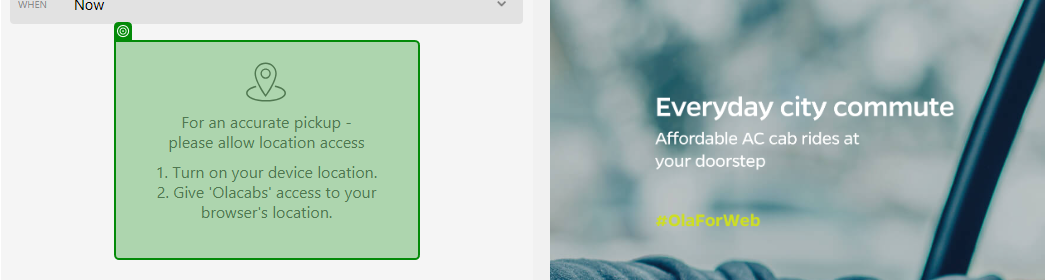 WHEN Now
For an accurate pickup -
please allow location access
1. Turn on your device location.
2. Give 'Olacabs' access to your
browser's location.
Everyday city commute
Affordable AC cab rides at
your doorstep
#OlaForWeb